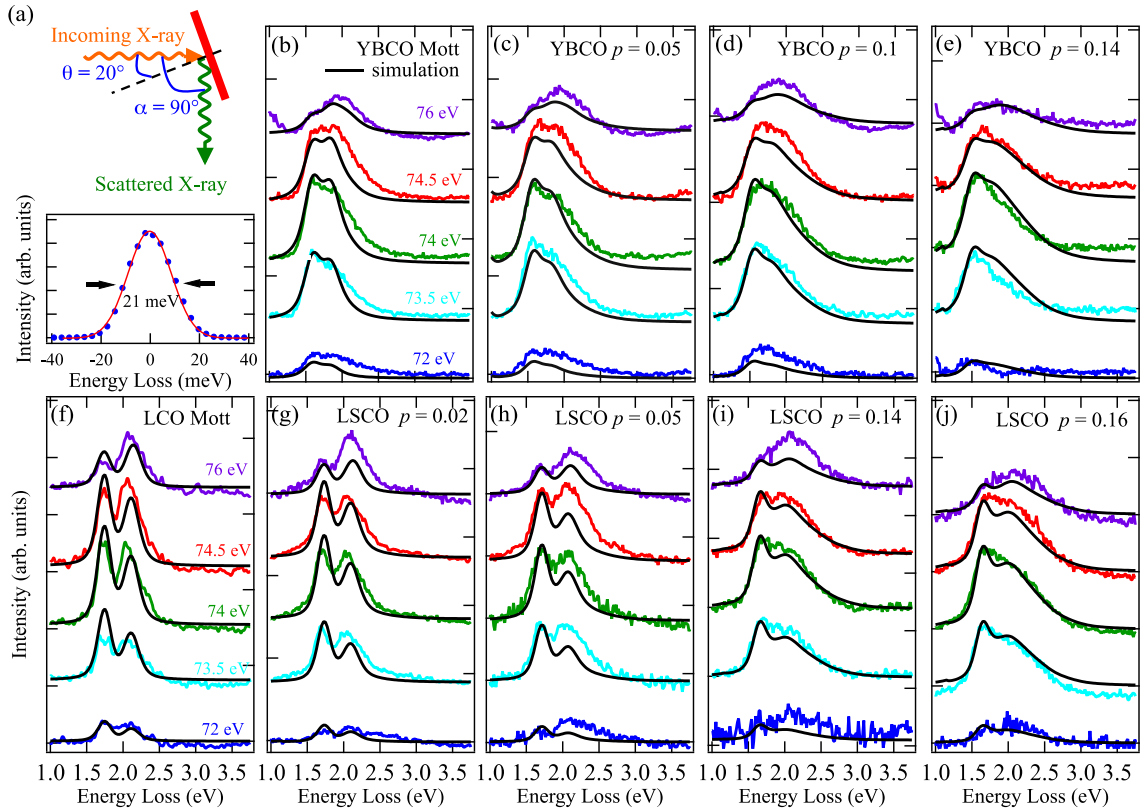 (a)
Incoming X-ray
θ = 20°
α = 90°
Scattered X-ray
Intensity (arb. units)
21 meV
-40 -20 0 20 40
Energy Loss (meV)
(b) YBCO Mott
simulation
76 eV
74.5 eV
74 eV
73.5 eV
72 eV
(c) YBCO p = 0.05
(d) YBCO p = 0.1
(e) YBCO p = 0.14
(f) LCO Mott
76 eV
74.5 eV
74 eV
73.5 eV
72 eV
(g) LSCO p = 0.02
(h) LSCO p = 0.05
(i) LSCO p = 0.14
(j) LSCO p = 0.16
Intensity (arb. units)
1.0 1.5 2.0 2.5 3.0 3.5
1.0 1.5 2.0 2.5 3.0 3.5
1.0 1.5 2.0 2.5 3.0 3.5
1.0 1.5 2.0 2.5 3.0 3.5
1.0 1.5 2.0 2.5 3.0 3.5
Energy Loss (eV)
Energy Loss (eV)
Energy Loss (eV)
Energy Loss (eV)
Energy Loss (eV)